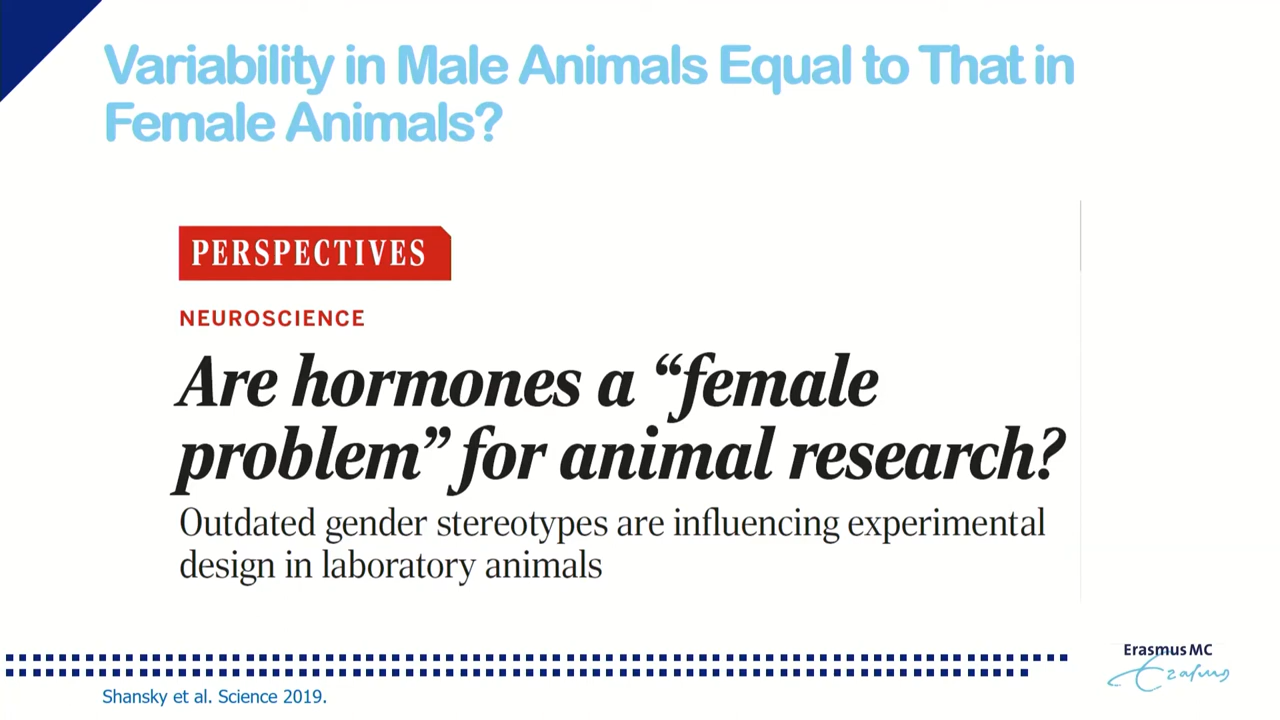 Variability in Male Animals Equal to That in
Female Animals?
PERSPECTIVES
NEUROSCIENCE
Are hormones a “female
problem” for animal research?
Outdated gender stereotypes are influencing experimental
design in laboratory animals
Erasmus MC
Erasmus
Shansky et al. Science 2019.